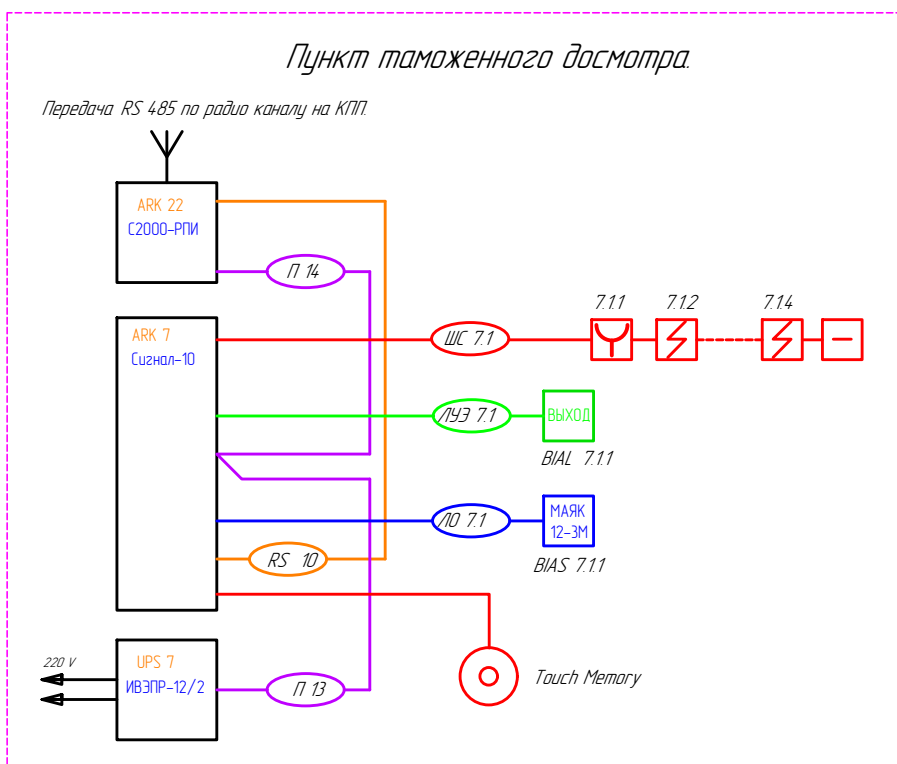 Пункт таможенного досмотра.
Передача RS 485 по радио каналу на КПП.
ARK 22
С2000-РПИ
П 14
ARK 7
Сигнал-10
ШС 7.1
7.1.1
7.1.2
7.1.4
ЛУЭ 7.1
ВЫХОД
BIAL 7.1.1
ЛО 7.1
МАЯК
12-3М
BIAS 7.1.1
RS 10
220 V
UPS 7
ИВЭПР-12/2
П 13
Touch Memory